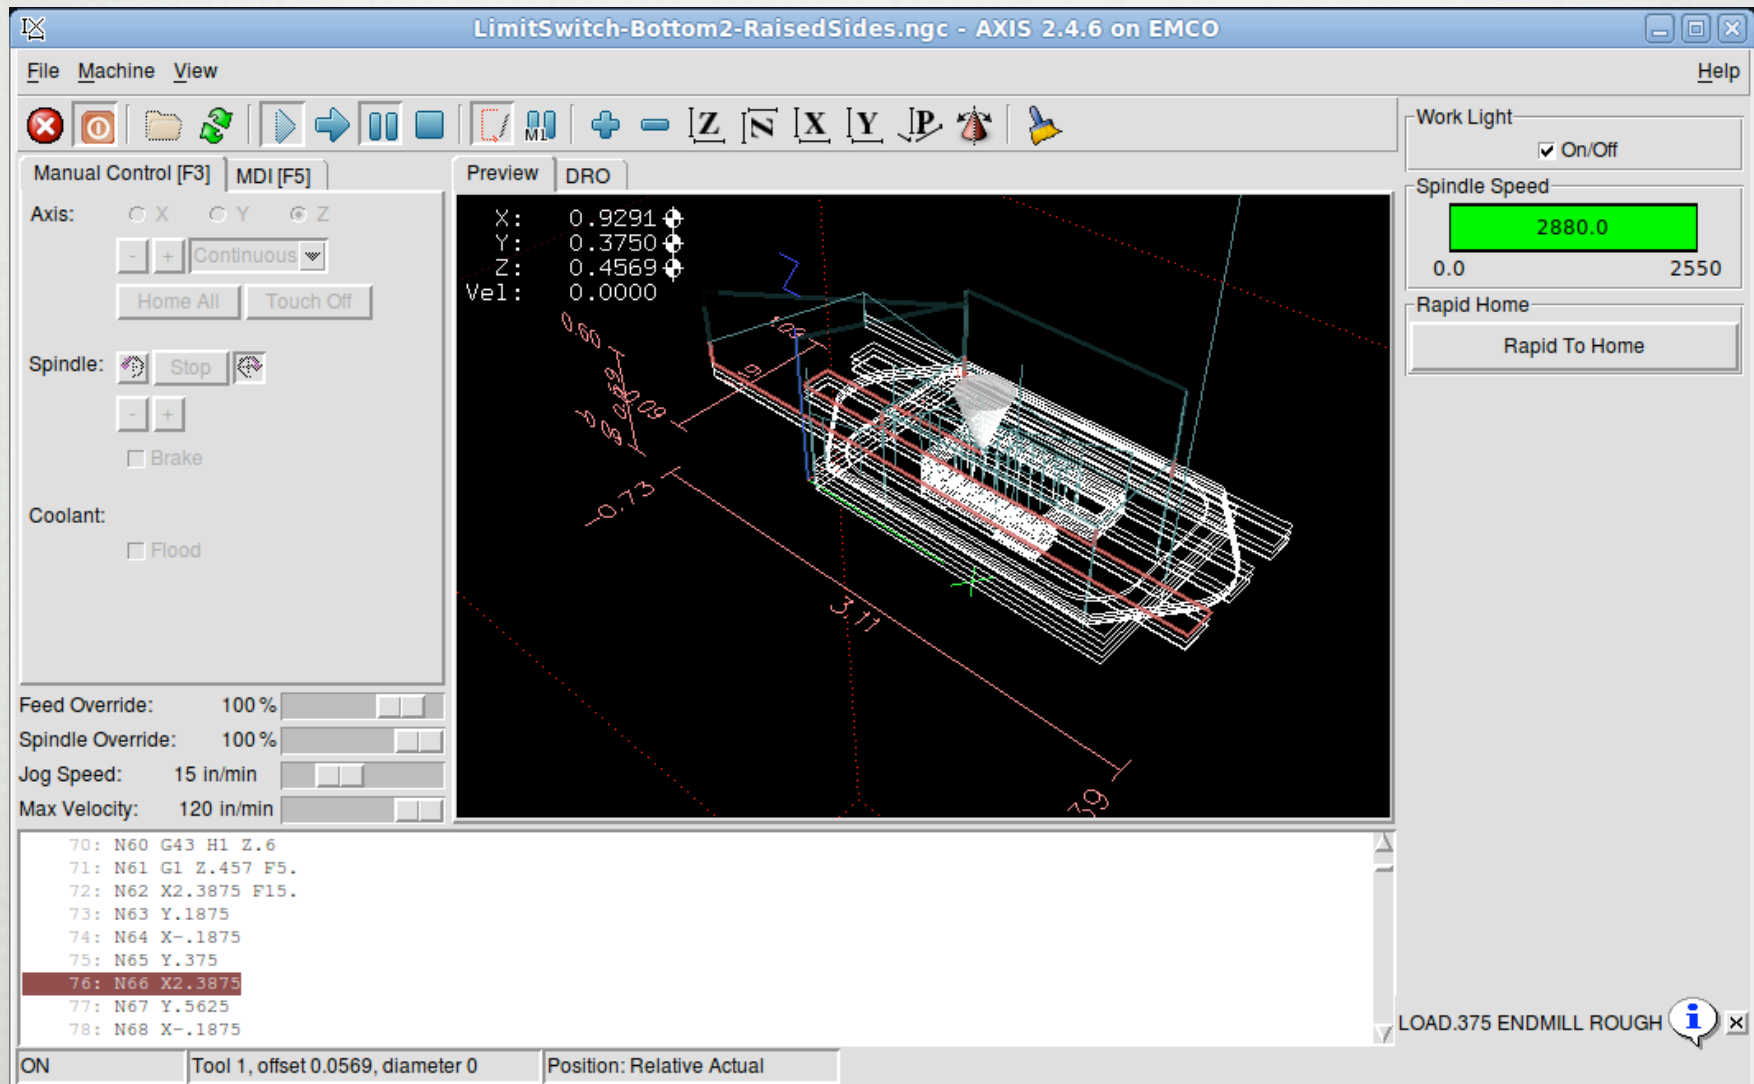 LimitSwitch-Bottom2-RaisedSides.ngc - AXIS 2.4.6 on EMCO
File Machine View Help
M1 Z N X Y P
Manual Control [F3] MDI [F5]
Axis: X Y Z
- + Continuous
Home All Touch Off
Spindle: Stop
- +
Brake
Coolant:
Flood
Feed Override: 100 %
Spindle Override: 100 %
Jog Speed: 15 in/min
Max Velocity: 120 in/min
Preview DRO
X: 0.9291
Y: 0.3750
Z: 0.4569
Vel: 0.0000
0.60
-0.73
3.11
Work Light
On/Off
Spindle Speed
2880.0
0.0 2550
Rapid Home
Rapid To Home
70: N60 G43 H1 Z.6
71: N61 G1 Z.457 F5.
72: N62 X2.3875 F15.
73: N63 Y.1875
74: N64 X-.1875
75: N65 Y.375
76: N66 X2.3875
77: N67 Y.5625
78: N68 X-.1875
LOAD.375 ENDMILL ROUGH
ON Tool 1, offset 0.0569, diameter 0 Position: Relative Actual